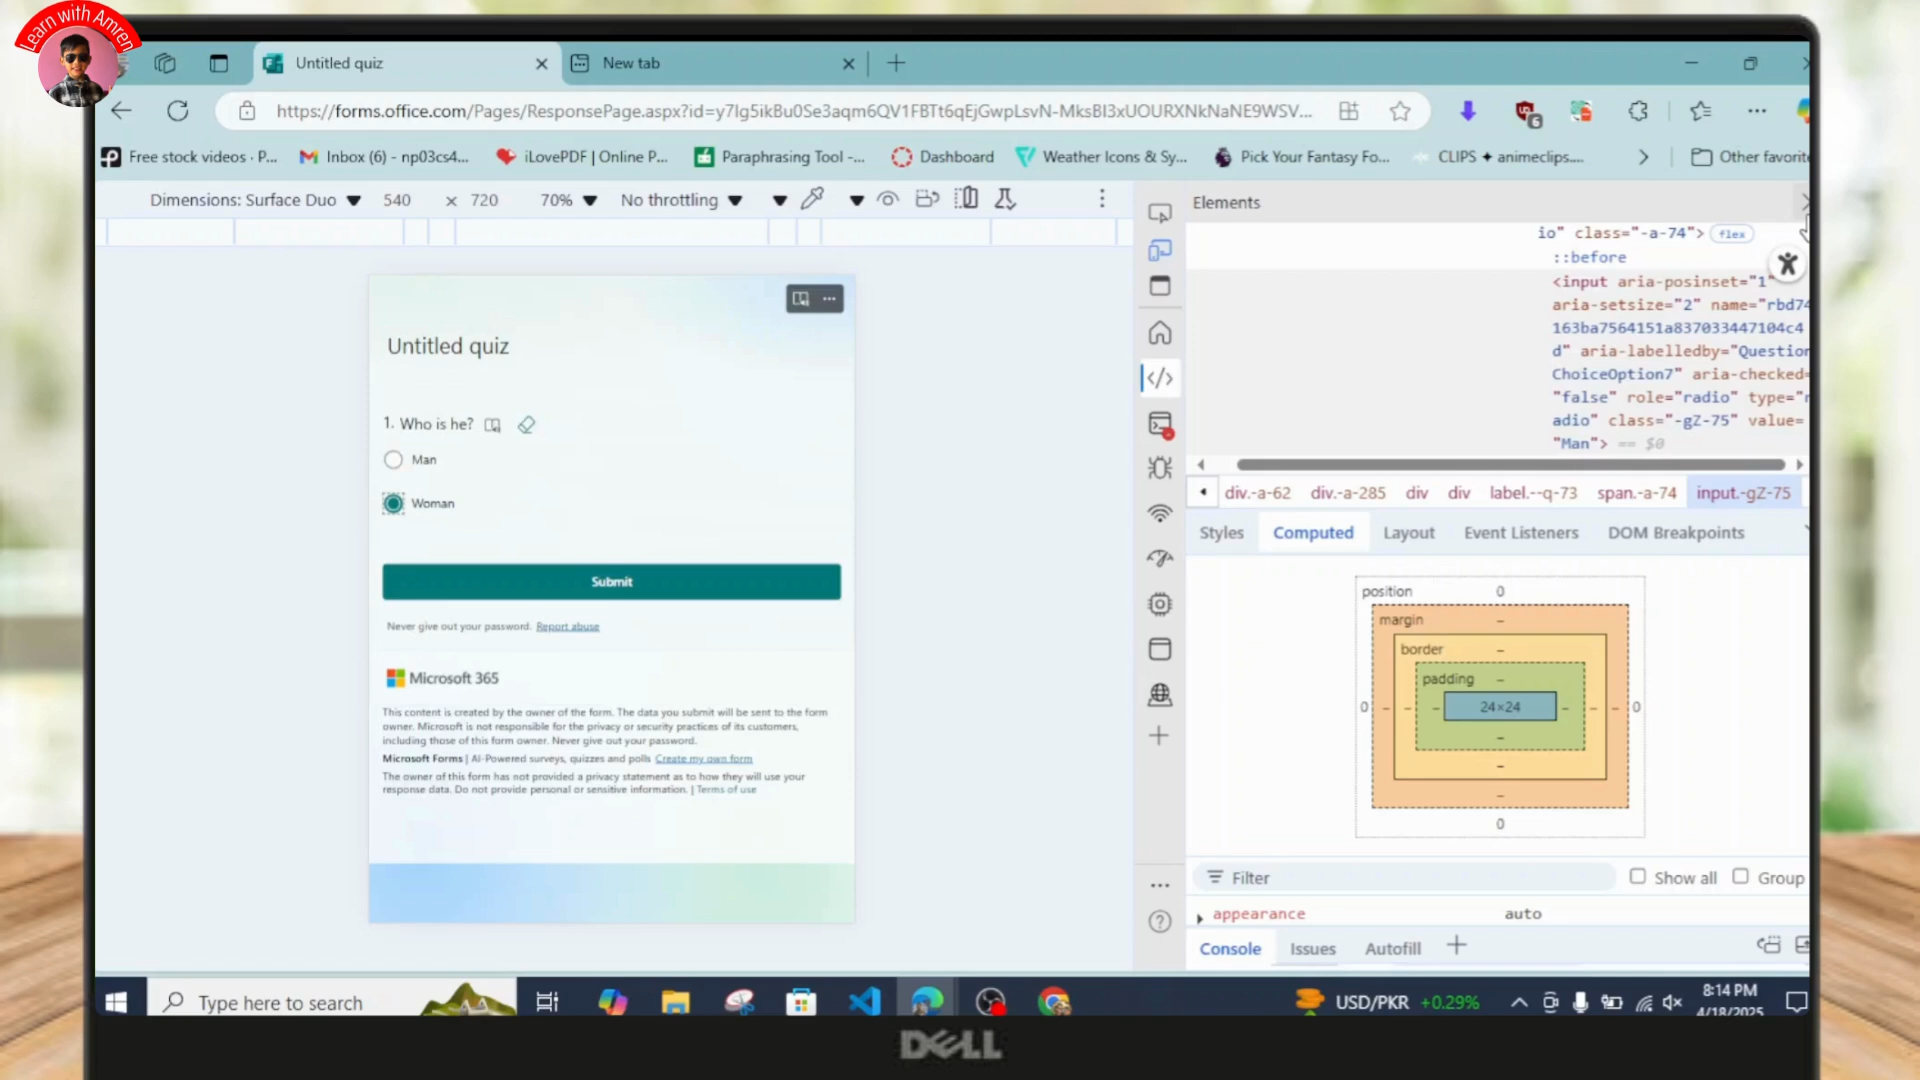 Learn with Amren
Untitled quiz
New tab
https://forms.office.com/Pages/ResponsePage.aspx?id=y7Ig5ikBu0Se3aqm6QV1FBTt6qEjGwpLsvN-MksBI3xUOURXNkNaNE9WSV...
6
Free stock videos · P...
Inbox (6) - np03cs4...
iLovePDF | Online P...
Paraphrasing Tool -...
Dashboard
Weather Icons & Sy...
Pick Your Fantasy Fo...
CLIPS ✦ animeclips....
Other favorite
Dimensions: Surface Duo
540 × 720
70%
No throttling
Untitled quiz
1. Who is he?
Man
Woman
Submit
Never give out your password. Report abuse
Microsoft 365
This content is created by the owner of the form. The data you submit will be sent to the form
owner. Microsoft is not responsible for the privacy or security practices of its customers,
including those of this form owner. Never give out your password.
Microsoft Forms | AI-Powered surveys, quizzes and polls Create my own form
The owner of this form has not provided a privacy statement as to how they will use your
response data. Do not provide personal or sensitive information. | Terms of use
Elements
io" class="-a-74"> flex
::before
<input aria-posinset="1"
aria-setsize="2" name="rbd74
163ba7564151a837033447104c4
d" aria-labelledby="Question
ChoiceOption7" aria-checked=
"false" role="radio" type="r
adio" class="-gZ-75" value=
"Man"> == $0
div.-a-62 div.-a-285 div div label.--q-73 span.-a-74 input.-gZ-75
Styles Computed Layout Event Listeners DOM Breakpoints
position 0
margin –
border –
padding –
0 – – – 24×24 – – – 0
–
–
–
0
Filter
Show all
Group
appearance auto
Console Issues Autofill
Type here to search
USD/PKR +0.29%
8:14 PM
4/18/2025
DELL